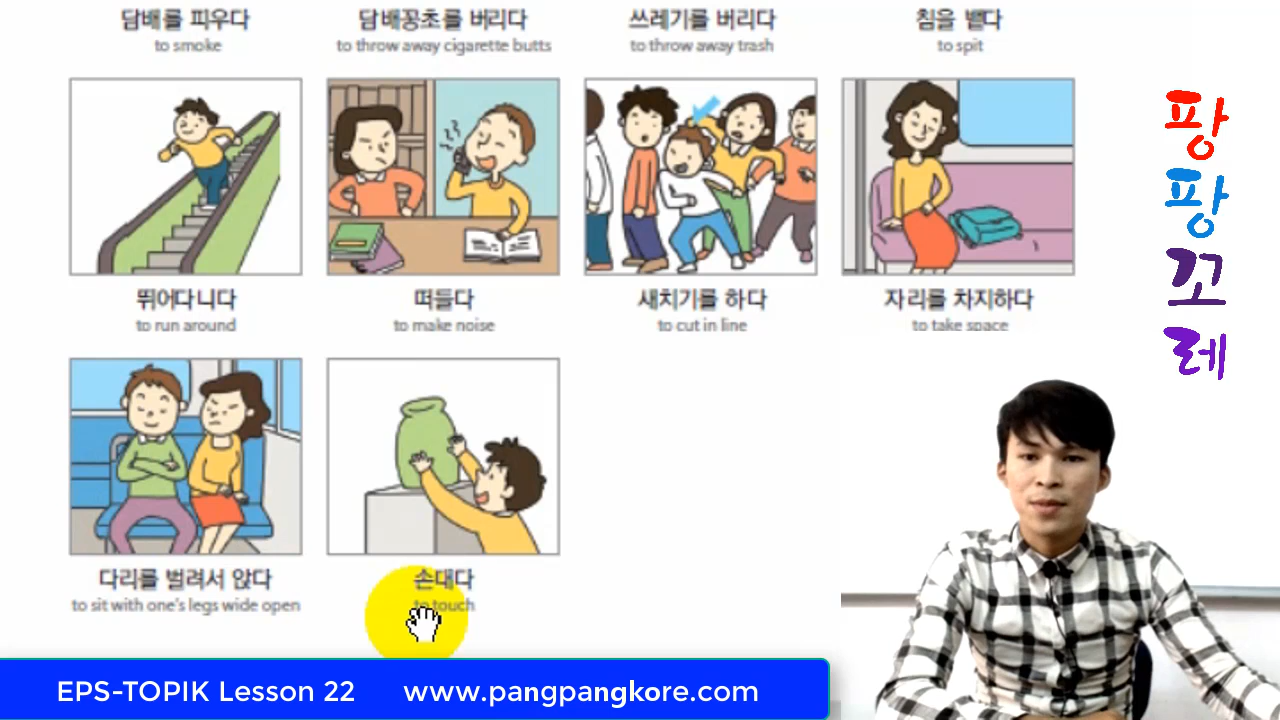 담배를 피우다
to smoke
담배꽁초를 버리다
to throw away cigarette butts
쓰레기를 버리다
to throw away trash
침을 뱉다
to spit
뛰어다니다
to run around
떠들다
to make noise
새치기를 하다
to cut in line
자리를 차지하다
to take space
다리를 벌려서 앉다
to sit with one's legs wide open
손대다
to touch
팡팡꼬레
EPS-TOPIK Lesson 22
www.pangpangkore.com